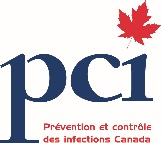 pci
Prévention et contrôle
des infections Canada